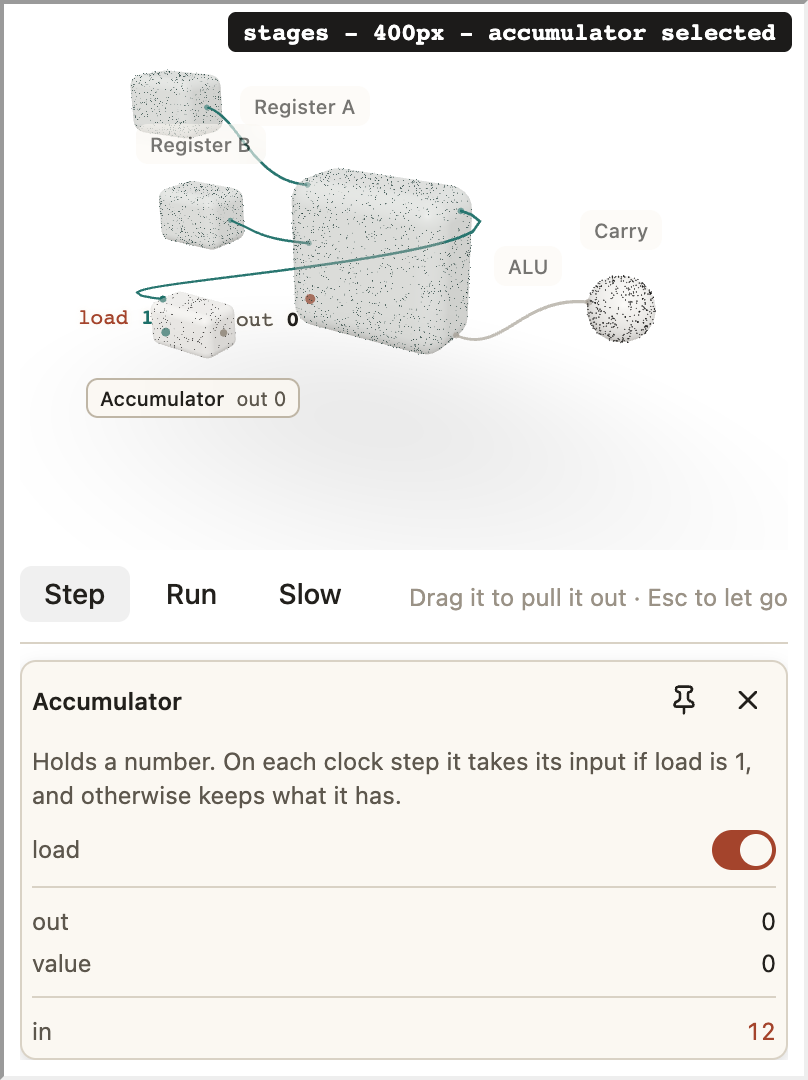 stages - 400px - accumulator selected
Register A
Register B
Carry
ALU
load 1
out 0
Accumulator out 0
Step Run Slow Drag it to pull it out · Esc to let go
Accumulator
Holds a number. On each clock step it takes its input if load is 1,
and otherwise keeps what it has.
load
out 0
value 0
in 12